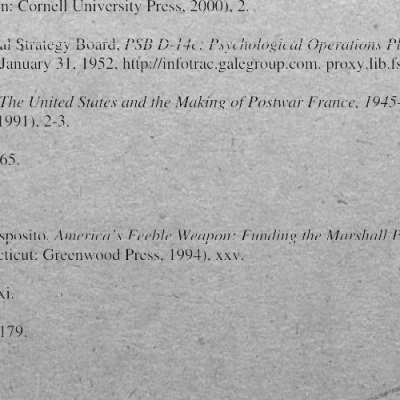 n: Cornell University Press, 2000), 2.
al Strategy Board, PSB D-14c: Psychological Operations Pl
January 31, 1952, http://infotrac.galegroup.com. proxy.lib.fs
The United States and the Making of Postwar France, 1945-
1991), 2-3.
65.
sposito, America's Feeble Weapon: Funding the Marshall P
cticut: Greenwood Press, 1994), xxv.
xi.
179.